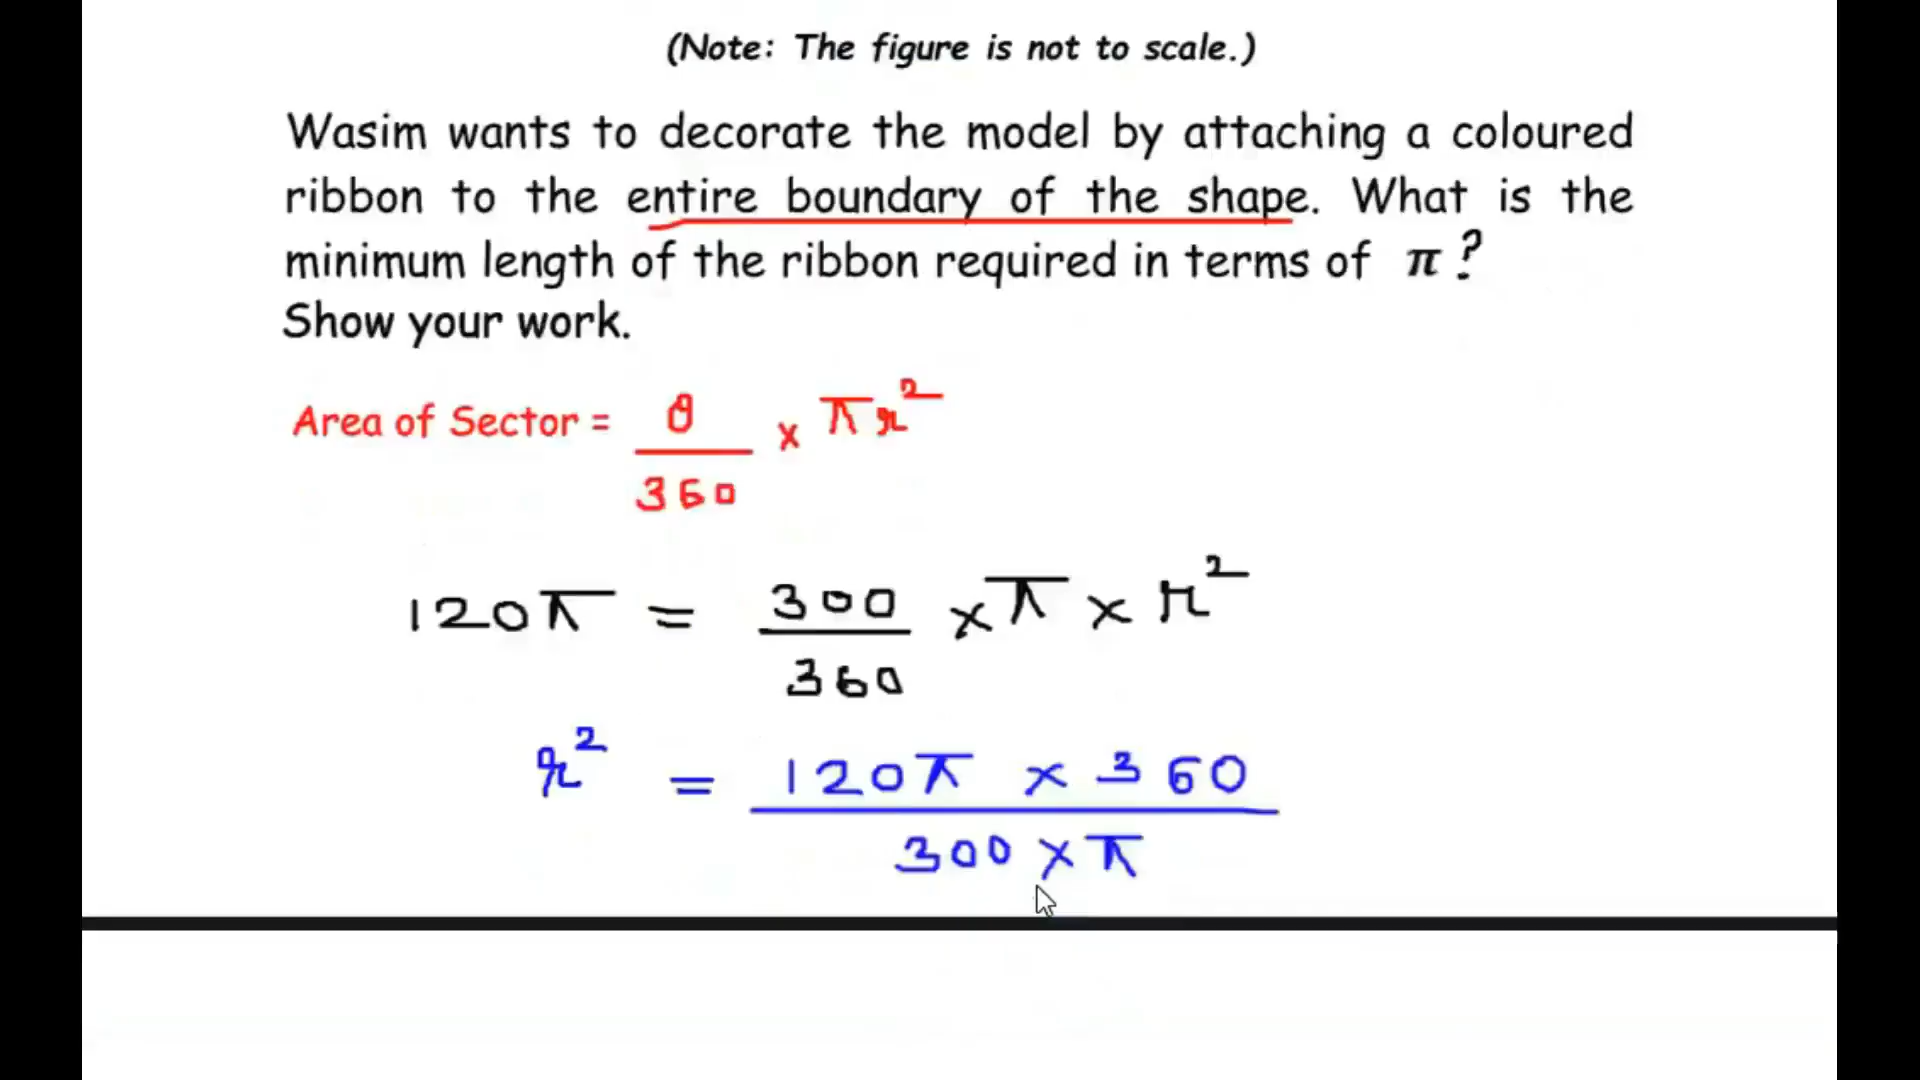 (Note: The figure is not to scale.)
Wasim wants to decorate the model by attaching a coloured
ribbon to the entire boundary of the shape. What is the
minimum length of the ribbon required in terms of π ?
Show your work.
Area of Sector = θ/360 × πr²
120π = 300/360 × π × r²
r² = 120π × 360 / 300 × π